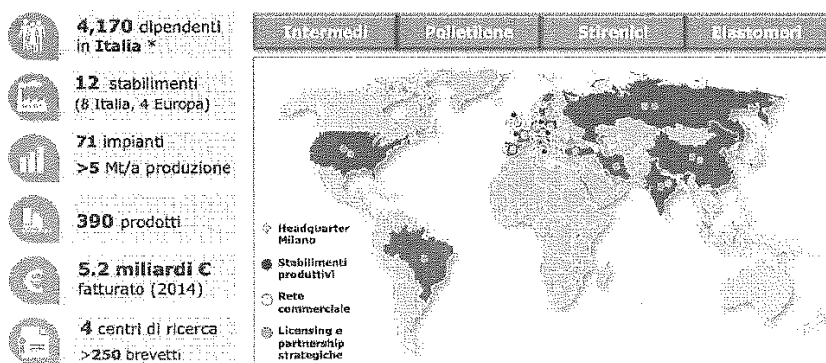 4,170 dipendenti
in Italia *
12 stabilimenti
(8 Italia, 4 Europa)
71 impianti
>5 Mt/a produzione
390 prodotti
5.2 miliardi €
fatturato (2014)
4 centri di ricerca
>250 brevetti
Intermedi
Polietilene
Stirenici
Elastomeri
Headquarter
Milano
Stabilimenti
produttivi
Rete
commerciale
Licensing e
partnership
strategiche